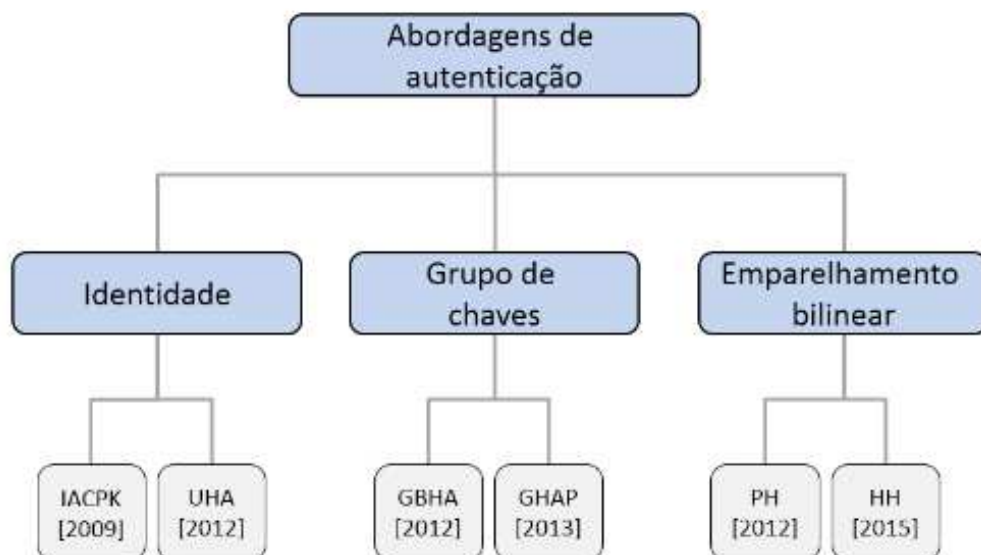 Abordagens de
autenticação
Identidade
Grupo de
chaves
Emparelhamento
bilinear
IACPK
[2009]
UHA
[2012]
GBHA
[2012]
GHAP
[2013]
PH
[2012]
HH
[2015]